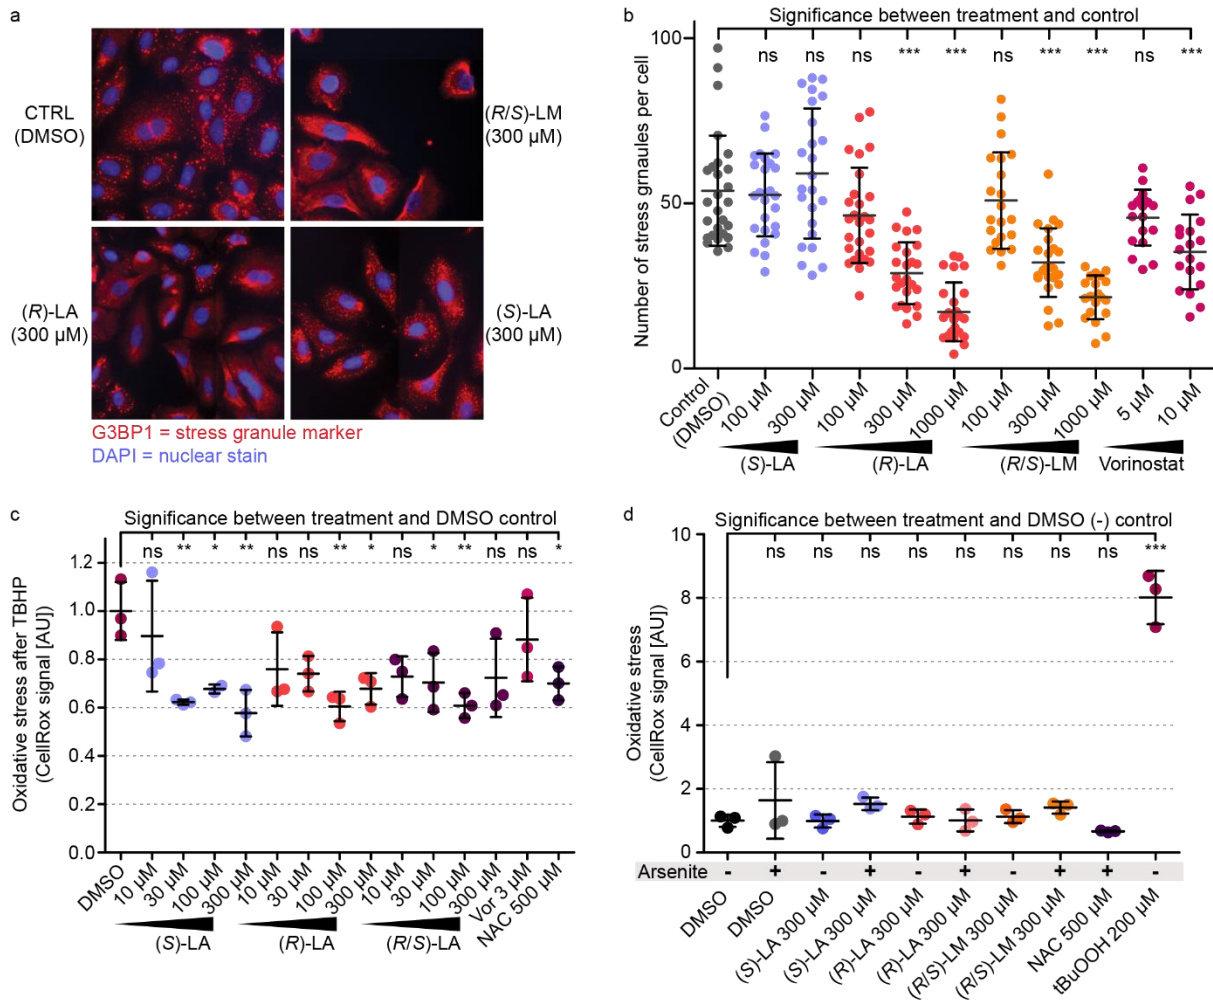 a
CTRL
(DMSO)
(R/S)-LM
(300 µM)
(R)-LA
(300 µM)
(S)-LA
(300 µM)
G3BP1 = stress granule marker
DAPI = nuclear stain
b
Significance between treatment and control
ns ns ns *** *** ns *** *** ns ***
Number of stress grnaules per cell
100
50
0
Control
(DMSO)
100 µM
300 µM
100 µM
300 µM
1000 µM
100 µM
300 µM
1000 µM
5 µM
10 µM
(S)-LA (R)-LA (R/S)-LM Vorinostat
c
Significance between treatment and DMSO control
ns ** * ** ns ns ** * ns * ** ns ns *
Oxidative stress after TBHP
(CellRox signal [AU])
1.2
1.0
0.8
0.6
0.4
0.2
0.0
DMSO
10 µM
30 µM
100 µM
300 µM
10 µM
30 µM
100 µM
300 µM
10 µM
30 µM
100 µM
300 µM
Vor 3 µM
NAC 500 µM
(S)-LA (R)-LA (R/S)-LA
d
Significance between treatment and DMSO (-) control
ns ns ns ns ns ns ns ns ***
Oxidative stress
(CellRox signal [AU])
10
8
6
4
2
0
Arsenite - + - + - + - + + -
DMSO
DMSO
(S)-LA 300 µM
(S)-LA 300 µM
(R)-LA 300 µM
(R)-LA 300 µM
(R/S)-LM 300 µM
(R/S)-LM 300 µM
NAC 500 µM
tBuOOH 200 µM